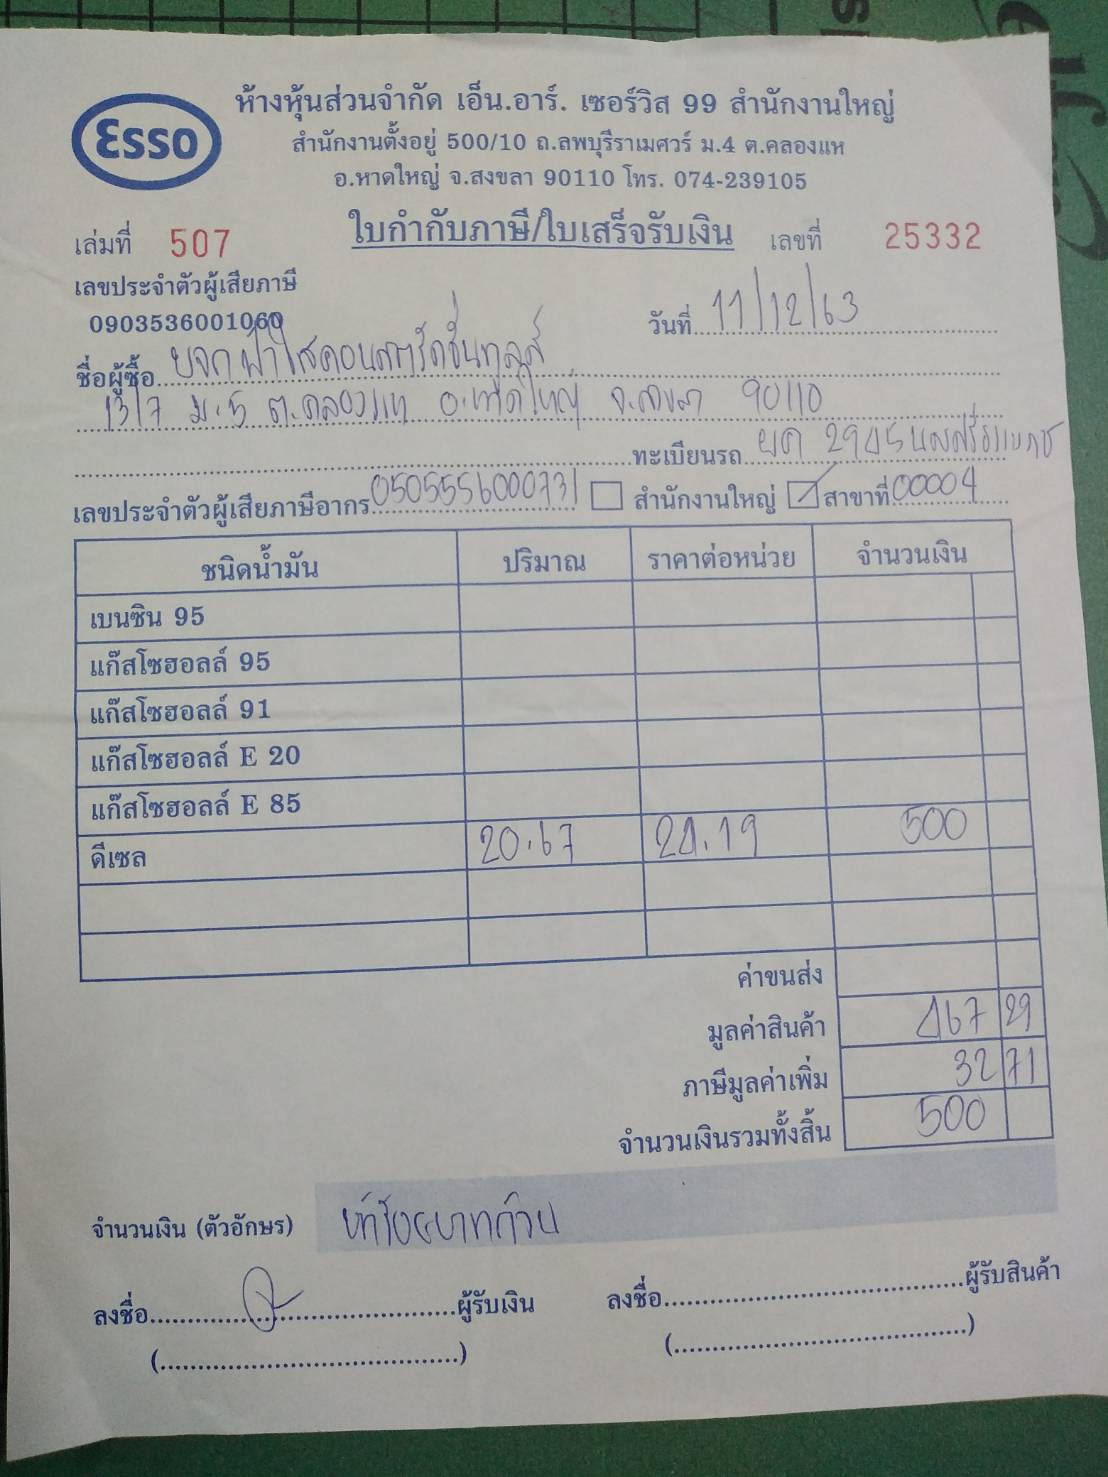 Esso
ห้างหุ้นส่วนจำกัด เอ็น.อาร์. เซอร์วิส 99 สำนักงานใหญ่
สำนักงานตั้งอยู่ 500/10 ถ.ลพบุรีราเมศวร์ ม.4 ต.คลองแห
อ.หาดใหญ่ จ.สงขลา 90110 โทร. 074-239105
เล่มที่ 507 ใบกำกับภาษี/ใบเสร็จรับเงิน เลขที่ 25332
เลขประจำตัวผู้เสียภาษี
0903536001060 วันที่ 11/12/63
ชื่อผู้ซื้อ บจก ฟ้าใสคอนสตรัคชั่นทูลส์
13/7 ม.5 ต.คลองแห อ.หาดใหญ่ จ.สงขลา 90110
ทะเบียนรถ 2945 นครศรีธรรมราช
เลขประจำตัวผู้เสียภาษีอากร 0505556000731 สำนักงานใหญ่ สาขาที่ 00004
ชนิดน้ำมัน ปริมาณ ราคาต่อหน่วย จำนวนเงิน
เบนซิน 95
แก๊สโซฮอลล์ 95
แก๊สโซฮอลล์ 91
แก๊สโซฮอลล์ E 20
แก๊สโซฮอลล์ E 85
ดีเซล 20.67 24.19 500
ค่าขนส่ง
มูลค่าสินค้า 467 29
ภาษีมูลค่าเพิ่ม 32 71
จำนวนเงินรวมทั้งสิ้น 500
จำนวนเงิน (ตัวอักษร) ห้าร้อยบาทถ้วน
ลงชื่อ..........ผู้รับเงิน ลงชื่อ..........ผู้รับสินค้า
(..........) (..........)